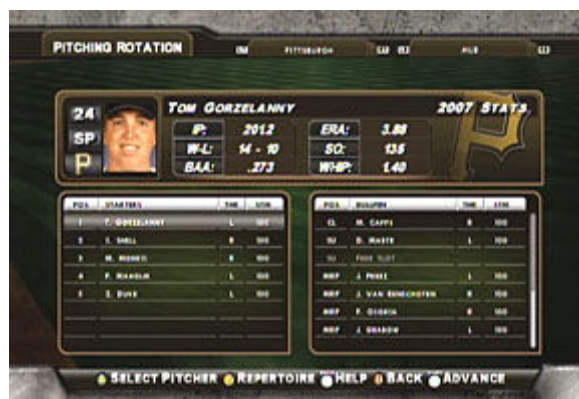 PITCHING ROTATION
PITTSBURGH
MLB
24
SP
P
TOM GORZELANNY
2007 STATS
IP: 201.2 ERA: 3.88
W-L: 14 - 10 SO: 135
BAA: .273 WHIP: 1.40
POS STARTERS THR STM
1 T. GORZELANNY L 100
2 I. SNELL R 100
3 R 100
4 P. MAHOLM L 100
5 Z. DUKE L 100
POS BULLPEN THR STM
CL M. CAPPS R 100
SU D. MARTE L 100
SU FREE SLOT
MRP J. PEREZ L 100
MRP J. VAN BENSCHOTEN R 100
MRP F. OSORIA R 100
MRP J. GRABOW L 100
SELECT PITCHER REPERTOIRE HELP BACK ADVANCE